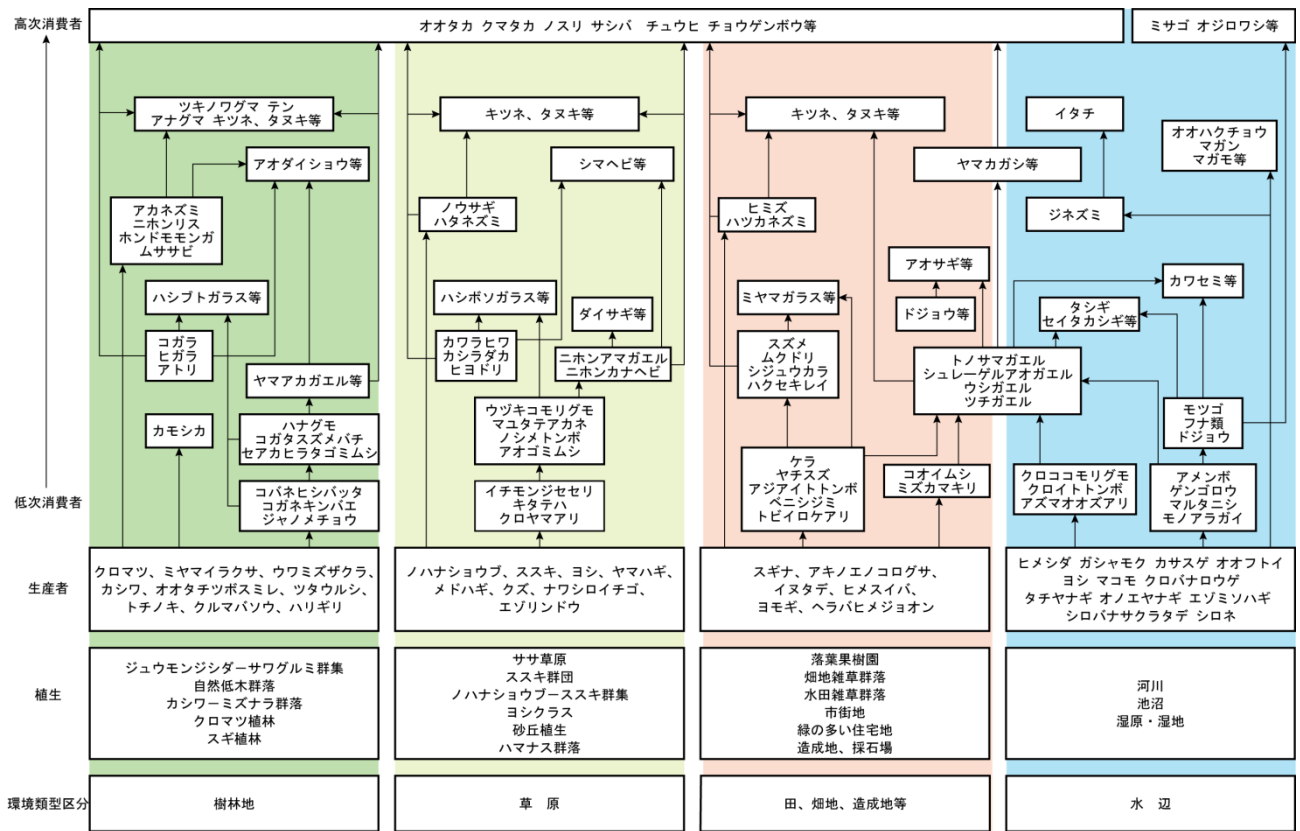 高次消費者
オオタカ クマタカ ノスリ サシバ　チュウヒ チョウゲンボウ等
ミサゴ オジロワシ等
ツキノワグマ テン
アナグマ キツネ、タヌキ等
アオダイショウ等
アカネズミ
ニホンリス
ホンドモモンガ
ムササビ
ハシブトガラス等
コガラ
ヒガラ
アトリ
ヤマアカガエル等
カモシカ
ハナグモ
コガタスズメバチ
セアカヒラタゴミムシ
コバネヒシバッタ
コガネキンバエ
ジャノメチョウ
キツネ、タヌキ等
シマヘビ等
ノウサギ
ハタネズミ
ハシボソガラス等
ダイサギ等
カワラヒワ
カシラダカ
ヒヨドリ
ニホンアマガエル
ニホンカナヘビ
ウヅキコモリグモ
マユタテアカネ
ノシメトンボ
アオゴミムシ
イチモンジセセリ
キタテハ
クロヤマアリ
キツネ、タヌキ等
ヤマカガシ等
ヒミズ
ハツカネズミ
アオサギ等
ミヤマガラス等
ドジョウ等
スズメ
ムクドリ
シジュウカラ
ハクセキレイ
トノサマガエル
シュレーゲルアオガエル
ウシガエル
ツチガエル
ケラ
ヤチスズ
アジアイトトンボ
ベニシジミ
トビイロケアリ
コオイムシ
ミズカマキリ
イタチ
オオハクチョウ
マガン
マガモ等
ジネズミ
カワセミ等
タシギ
セイタカシギ等
モツゴ
フナ類
ドジョウ
クロココモリグモ
クロイトトンボ
アズマオオズアリ
アメンボ
ゲンゴロウ
マルタニシ
モノアラガイ
低次消費者
生産者
クロマツ、ミヤマイラクサ、ウワミズザクラ、
カシワ、オオタチツボスミレ、ツタウルシ、
トチノキ、クルマバソウ、ハリギリ
ノハナショウブ、ススキ、ヨシ、ヤマハギ、
メドハギ、クズ、ナワシロイチゴ、
エゾリンドウ
スギナ、アキノエノコログサ、
イヌタデ、ヒメスイバ、
ヨモギ、ヘラバヒメジョオン
ヒメシダ ガシャモク カサスゲ オオフトイ
ヨシ マコモ クロバナロウゲ
タチヤナギ オノエヤナギ エゾミソハギ
シロバナサクラタデ シロネ
植生
ジュウモンジシダーサワグルミ群集
自然低木群落
カシワーミズナラ群落
クロマツ植林
スギ植林
ササ草原
ススキ群団
ノハナショウブーススキ群集
ヨシクラス
砂丘植生
ハマナス群落
落葉果樹園
畑地雑草群落
水田雑草群落
市街地
緑の多い住宅地
造成地、採石場
河川
池沼
湿原・湿地
環境類型区分
樹林地
草　原
田、畑地、造成地等
水　辺